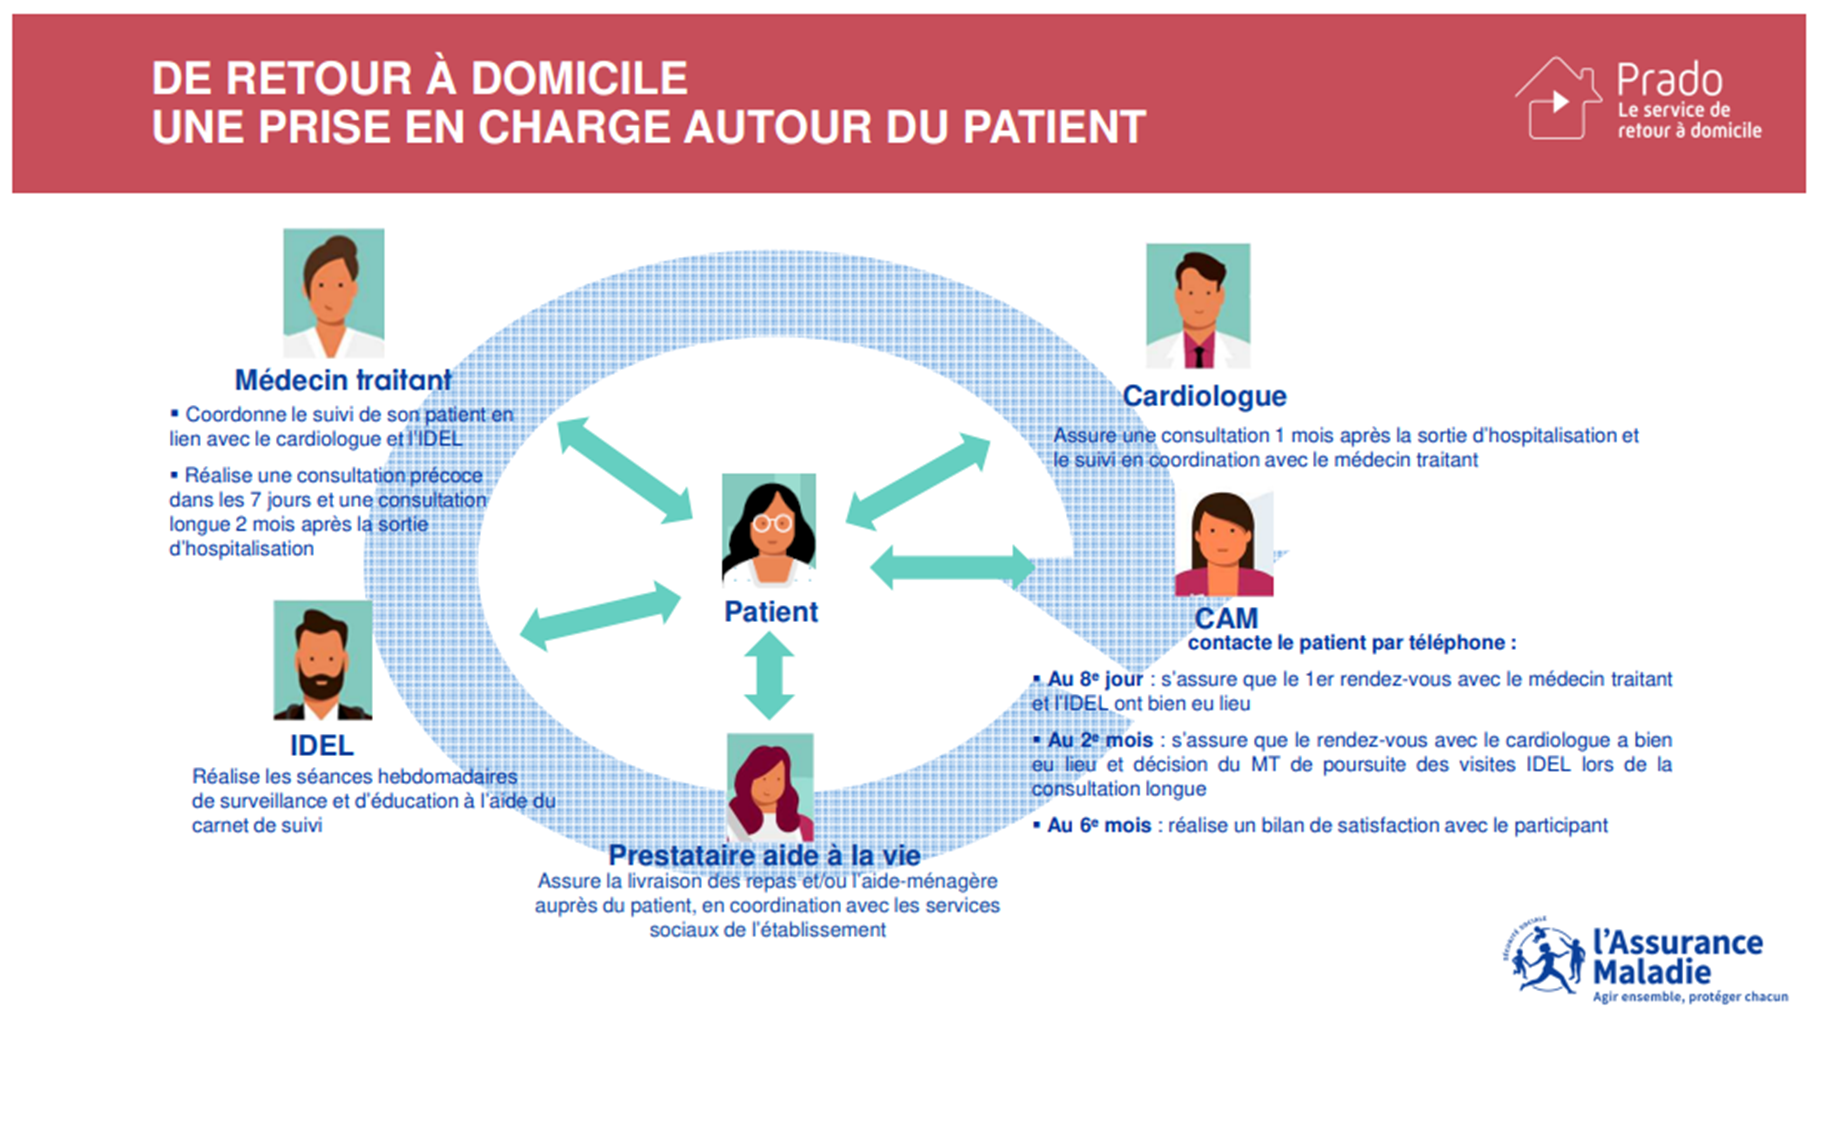 DE RETOUR À DOMICILE
UNE PRISE EN CHARGE AUTOUR DU PATIENT
Prado
Le service de
retour à domicile
Médecin traitant
▪ Coordonne le suivi de son patient en
lien avec le cardiologue et l'IDEL
▪ Réalise une consultation précoce
dans les 7 jours et une consultation
longue 2 mois après la sortie
d'hospitalisation
Cardiologue
Assure une consultation 1 mois après la sortie d'hospitalisation et
le suivi en coordination avec le médecin traitant
Patient
CAM
contacte le patient par téléphone :
▪ Au 8e jour : s'assure que le 1er rendez-vous avec le médecin traitant
et l'IDEL ont bien eu lieu
▪ Au 2e mois : s'assure que le rendez-vous avec le cardiologue a bien
eu lieu et décision du MT de poursuite des visites IDEL lors de la
consultation longue
▪ Au 6e mois : réalise un bilan de satisfaction avec le participant
IDEL
Réalise les séances hebdomadaires
de surveillance et d'éducation à l'aide du
carnet de suivi
Prestataire aide à la vie
Assure la livraison des repas et/ou l'aide-ménagère
auprès du patient, en coordination avec les services
sociaux de l'établissement
SÉCURITÉ SOCIALE
l'Assurance
Maladie
Agir ensemble, protéger chacun